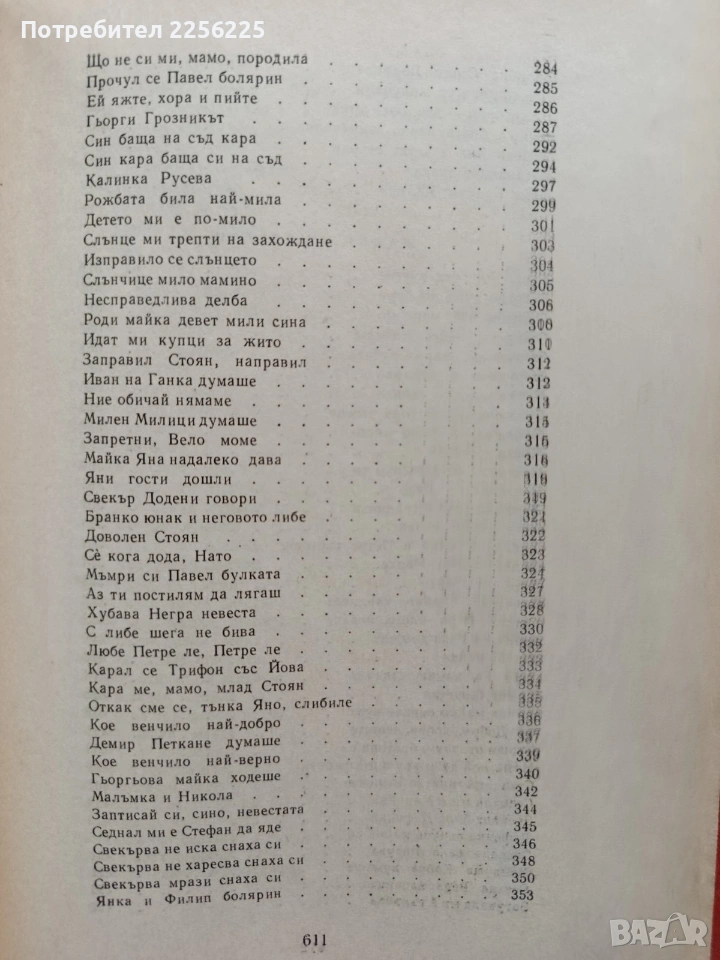 Потребител 2256225
Що не си ми, мамо, породила . . . . . . . . 284
Прочул се Павел болярин . . . . . . . . 285
Ей яжте, хора и пийте . . . . . . . . 286
Гьорги Грозникът . . . . . . . . 287
Син баща на съд кара . . . . . . . . 292
Син кара баща си на съд . . . . . . . . 294
Калинка Русева . . . . . . . . 297
Рожбата била най-мила . . . . . . . . 299
Детето ми е по-мило . . . . . . . . 301
Слънце ми трепти на захождане . . . . . . . 303
Изправило се слънцето . . . . . . . . 304
Слънчице мило мамино . . . . . . . . 305
Несправедлива делба . . . . . . . . 306
Роди майка девет мили сина . . . . . . . 300
Идат ми купци за жито . . . . . . . . 310
Заправил Стоян, направил . . . . . . . 312
Иван на Ганка думаше . . . . . . . . 312
Ние обичай нямаме . . . . . . . . 314
Милен Милици думаше . . . . . . . . 315
Запретни, Вело моме . . . . . . . . 316
Майка Яна надалеко дава . . . . . . . 316
Яни гости дошли . . . . . . . .
Свекър Додени говори . . . . . . . .
Бранко юнак и неговото либе . . . . . . . 321
Доволен Стоян . . . . . . . . 322
Сѐ кога дода, Нато . . . . . . . . 323
Мъмри си Павел булката . . . . . . . . 324
Аз ти постилям да лягаш . . . . . . . . 327
Хубава Негра невеста . . . . . . . . 328
С либе шега не бива . . . . . . . . 330
Любе Петре ле, Петре ле . . . . . . . . 332
Карал се Трифон със Йова . . . . . . . 333
Кара ме, мамо, млад Стоян . . . . . . . 334
Откак сме се, тънка Яно, слибиле . . . . . . 335
Кое венчило най-добро . . . . . . . . 336
Демир Петкане думаше . . . . . . . . 337
Кое венчило най-верно . . . . . . . . 339
Гьоргьова майка ходеше . . . . . . . . 340
Малъмка и Никола . . . . . . . . 342
Заптисай си, сино, невестата . . . . . . . 344
Седнал ми е Стефан да яде . . . . . . . 345
Свекърва не иска снаха си . . . . . . . 346
Свекърва не харесва снаха си . . . . . . . 348
Свекърва мрази снаха си . . . . . . . 350
Янка и Филип болярин . . . . . . . . 353
611
BAZAR